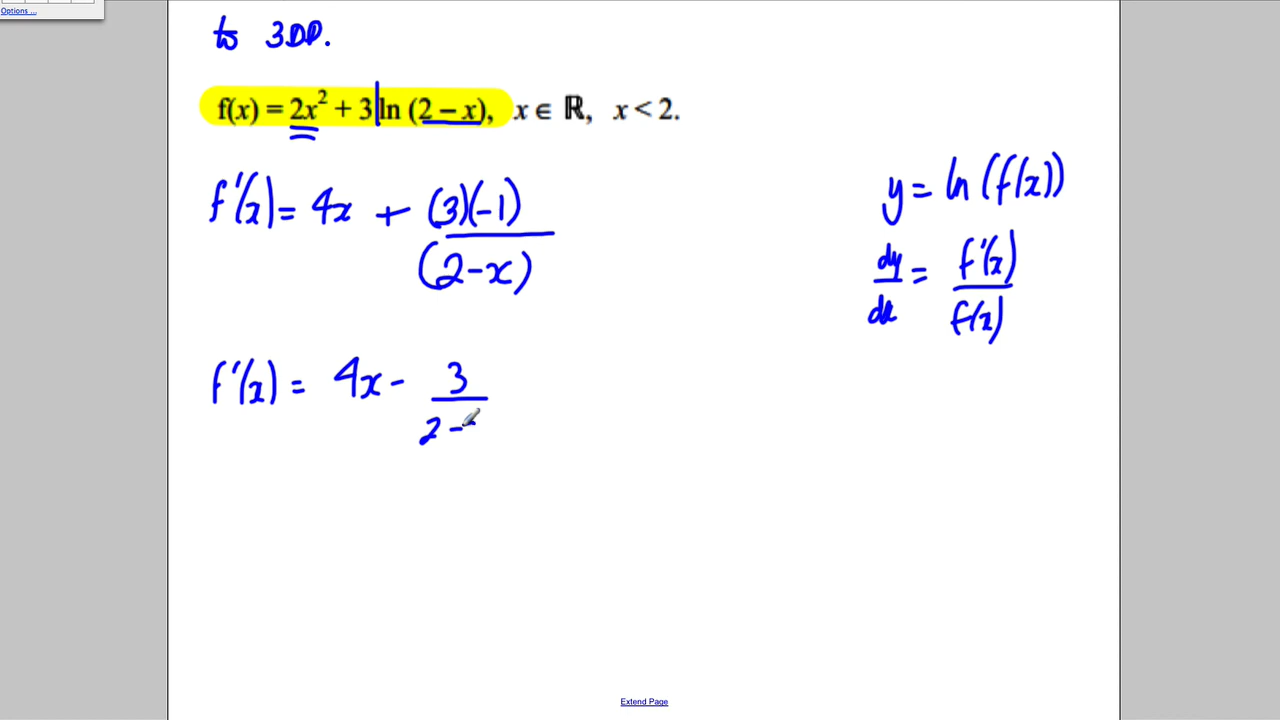 Options ...
to 3DP.
f(x) = 2x² + 3 ln (2 – x), x ∈ ℝ, x < 2.
f'(x) = 4x + (3)(-1) / (2-x)
y = ln (f(x))
dy/dx = f'(x) / f(x)
f'(x) = 4x - 3 / 2 -
Extend Page